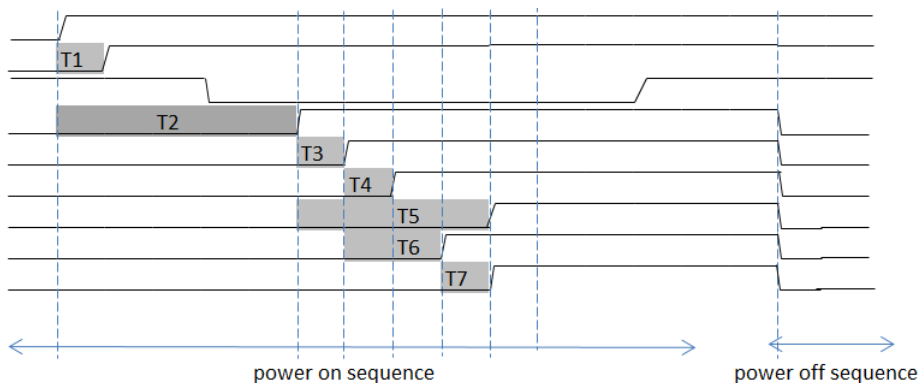 T1
T2
T3
T4
T5
T6
T7
power on sequence
power off sequence